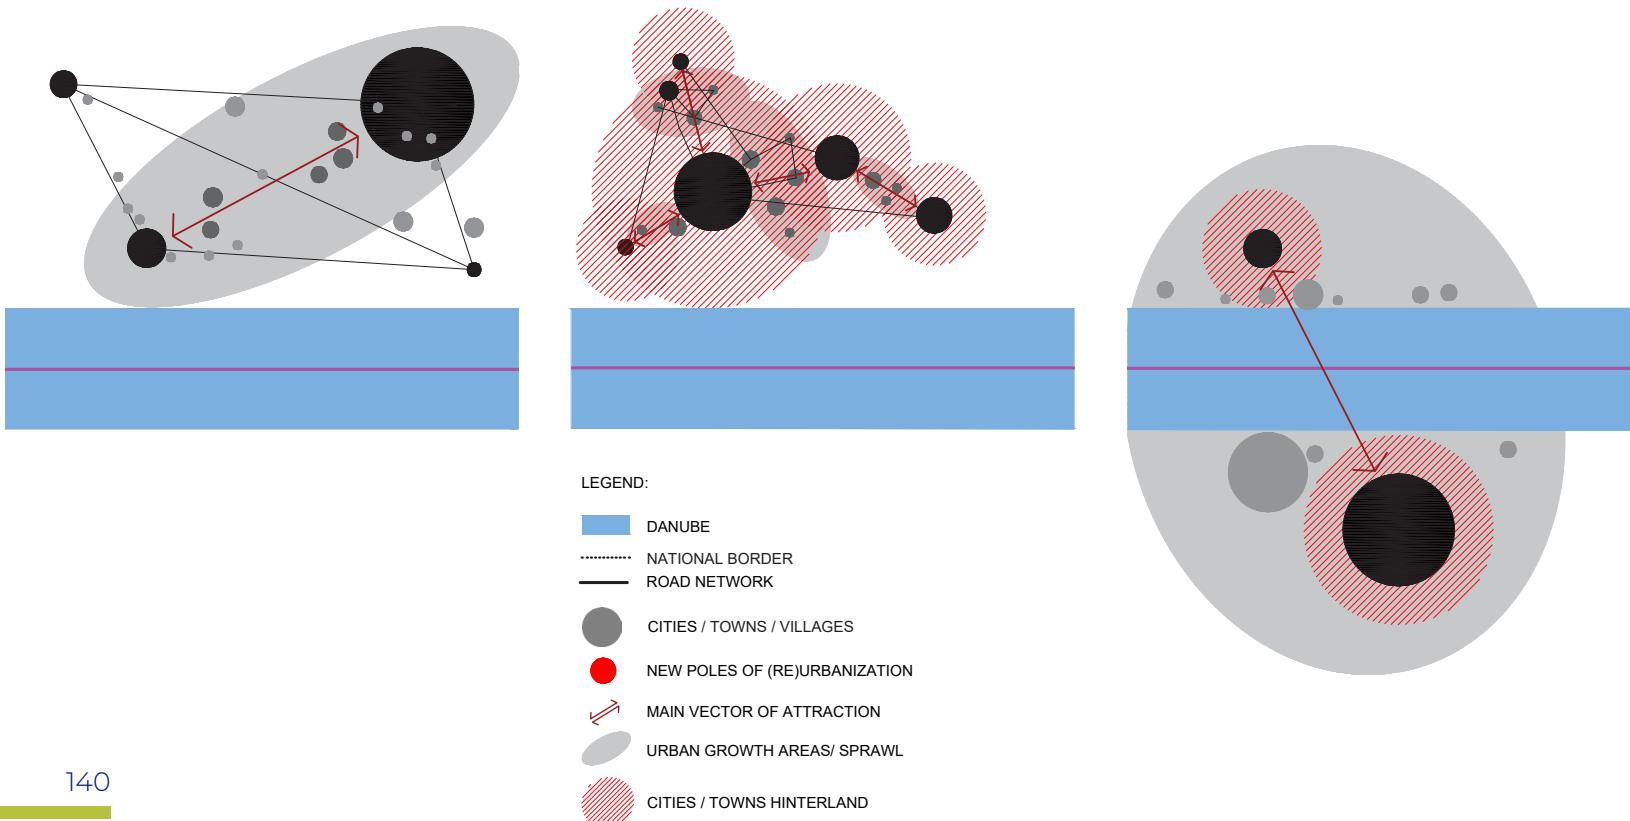 LEGEND:
DANUBE
NATIONAL BORDER
ROAD NETWORK
CITIES / TOWNS / VILLAGES
NEW POLES OF (RE)URBANIZATION
MAIN VECTOR OF ATTRACTION
URBAN GROWTH AREAS/ SPRAWL
CITIES / TOWNS HINTERLAND
140